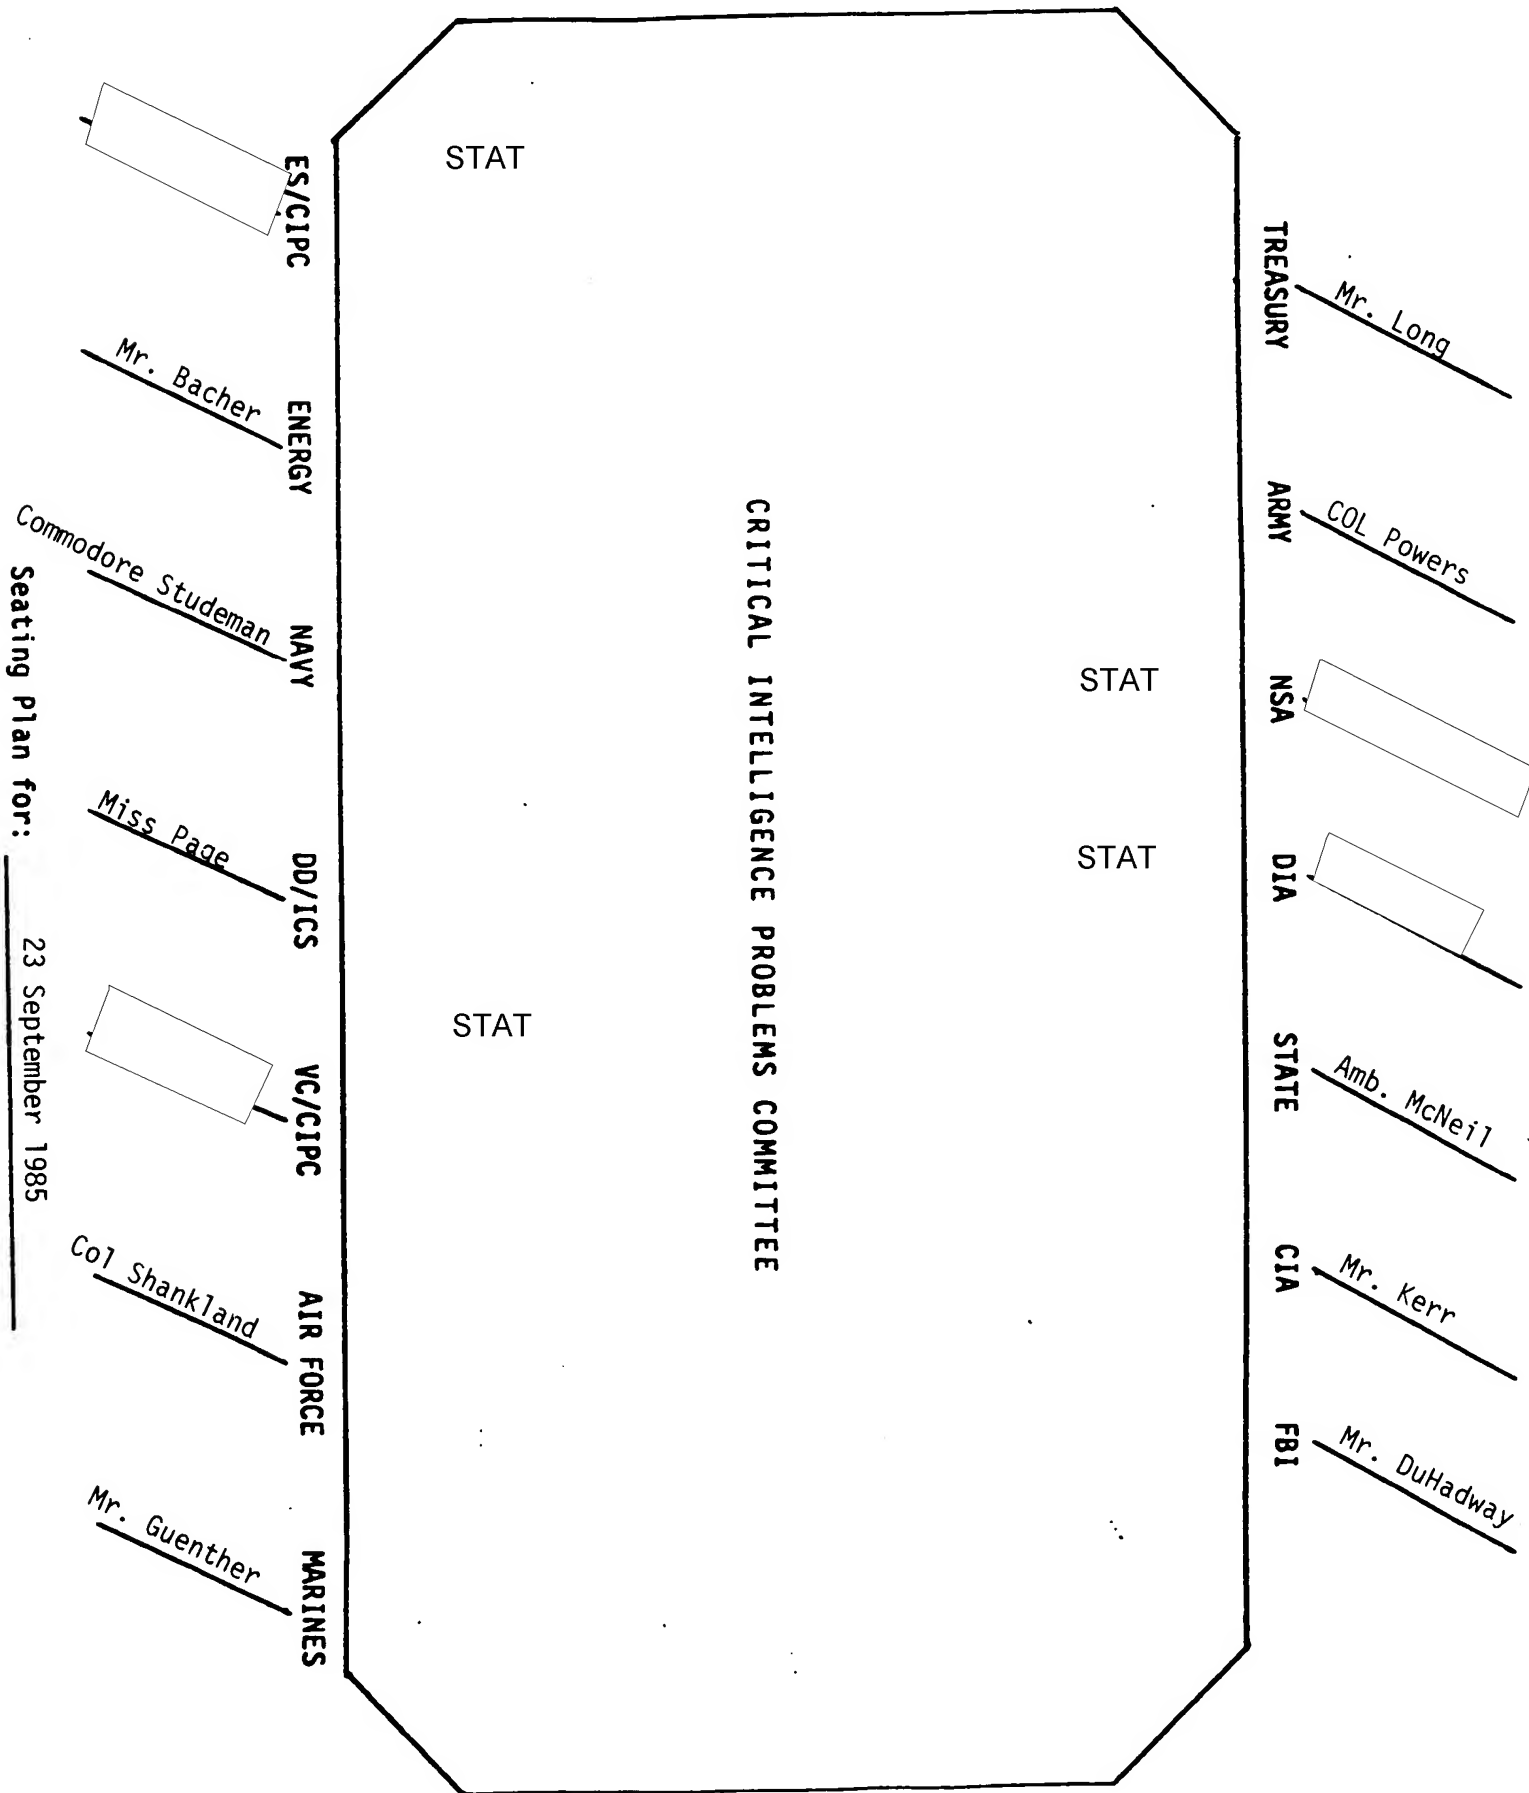 TREASURY
Mr. Long
ARMY
COL Powers
NSA
DIA
STATE
Amb. McNeil
CIA
Mr. Kerr
FBI
Mr. DuHadway
STAT
STAT
STAT
STAT
CRITICAL INTELLIGENCE PROBLEMS COMMITTEE
ES/CIPC
ENERGY
Mr. Bacher
NAVY
Commodore Studeman
DD/ICS
Miss Page
VC/CIPC
AIR FORCE
Col Shankland
MARINES
Mr. Guenther
Seating Plan for: 23 September 1985